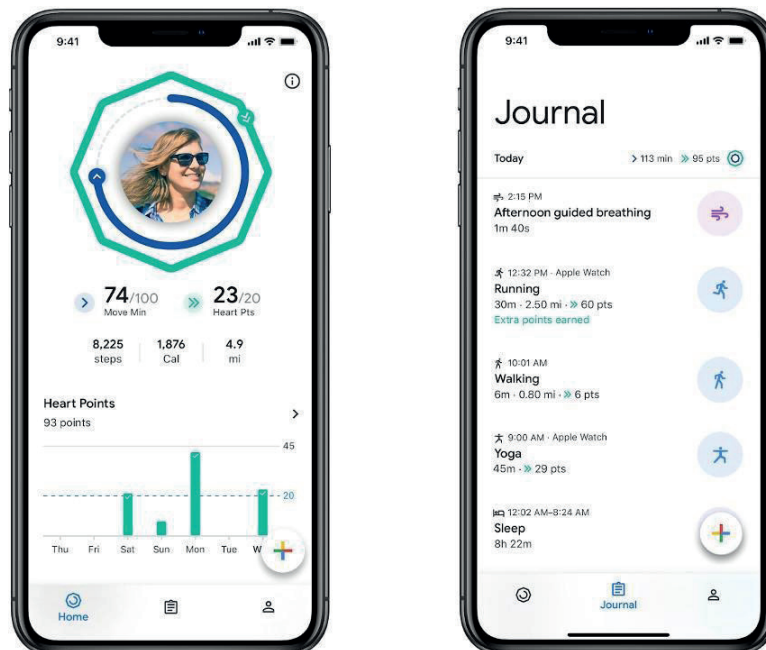 9:41
74/100
Move Min
23/20
Heart Pts
8,225
steps
1,876
Cal
4.9
mi
Heart Points
93 points
45
20
Thu Fri Sat Sun Mon Tue W
Home
9:41
Journal
Today
113 min 95 pts
2:15 PM
Afternoon guided breathing
1m 40s
12:32 PM · Apple Watch
Running
30m · 2.50 mi · 60 pts
Extra points earned
10:01 AM
Walking
6m · 0.80 mi · 6 pts
9:00 AM · Apple Watch
Yoga
45m · 29 pts
12:02 AM–8:24 AM
Sleep
8h 22m
Journal